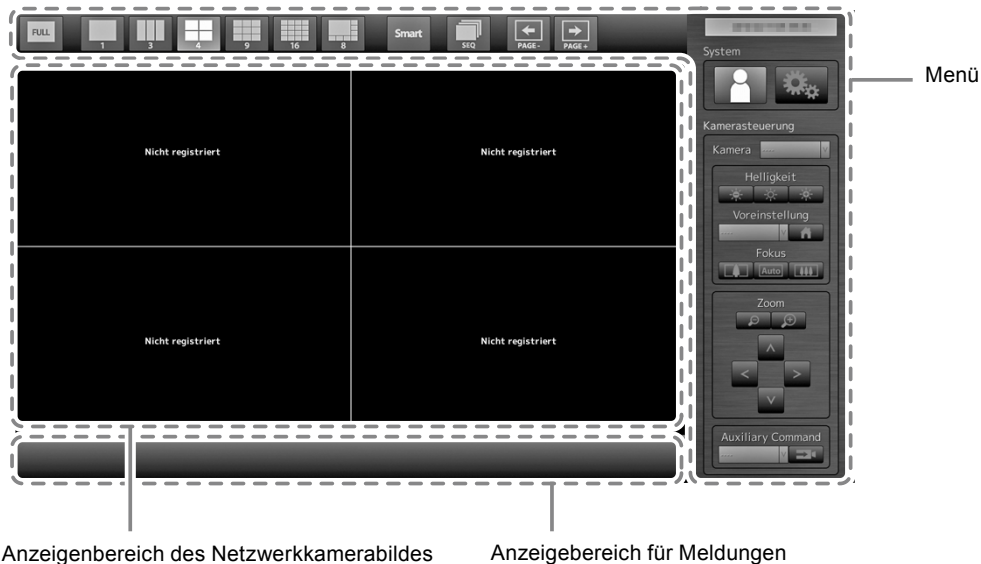 FULL 1 3 4 9 16 8 Smart SEQ PAGE- PAGE+
System
Menü
Kamerasteuerung
Kamera ----
Helligkeit
Voreinstellung
----
Fokus
Auto
Zoom
Auxiliary Command
----
Nicht registriert Nicht registriert
Nicht registriert Nicht registriert
Anzeigenbereich des Netzwerkkamerabildes Anzeigebereich für Meldungen